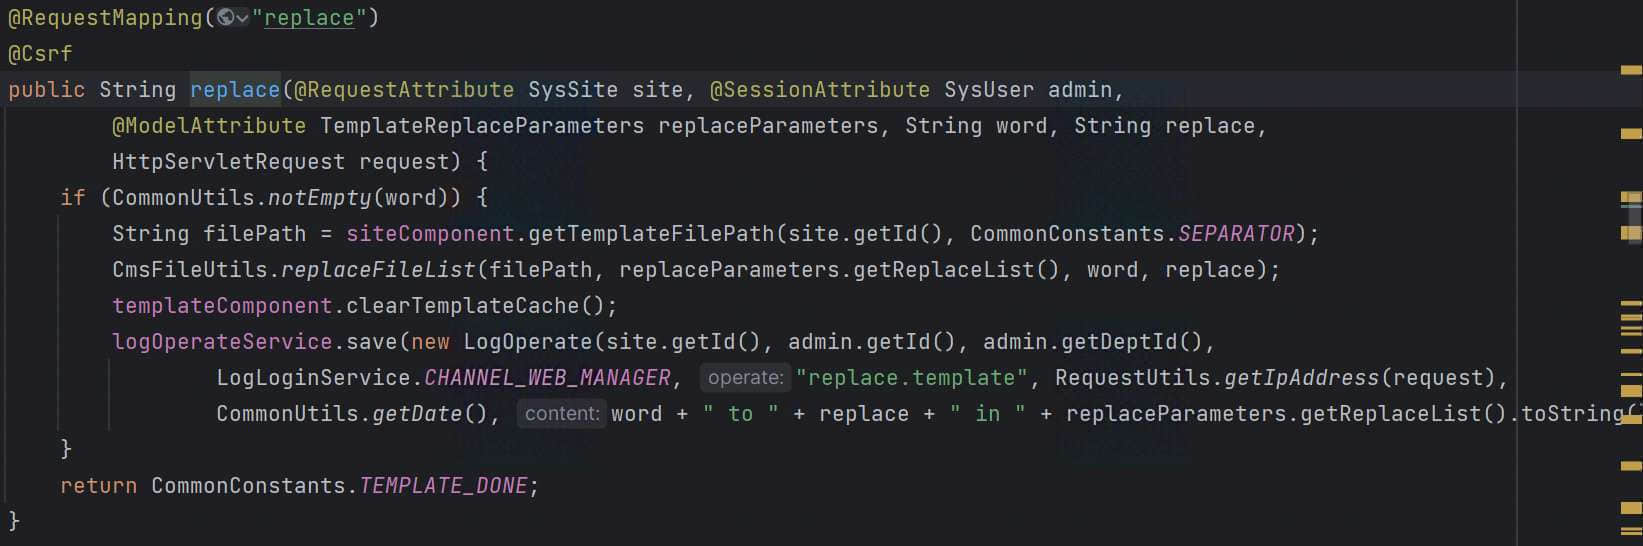 @RequestMapping("replace")
@Csrf
public String replace(@RequestAttribute SysSite site, @SessionAttribute SysUser admin,
@ModelAttribute TemplateReplaceParameters replaceParameters, String word, String replace,
HttpServletRequest request) {
if (CommonUtils.notEmpty(word)) {
String filePath = siteComponent.getTemplateFilePath(site.getId(), CommonConstants.SEPARATOR);
CmsFileUtils.replaceFileList(filePath, replaceParameters.getReplaceList(), word, replace);
templateComponent.clearTemplateCache();
logOperateService.save(new LogOperate(site.getId(), admin.getId(), admin.getDeptId(),
LogLoginService.CHANNEL_WEB_MANAGER, operate: "replace.template", RequestUtils.getIpAddress(request),
CommonUtils.getDate(), content: word + " to " + replace + " in " + replaceParameters.getReplaceList().toString(
}
return CommonConstants.TEMPLATE_DONE;
}